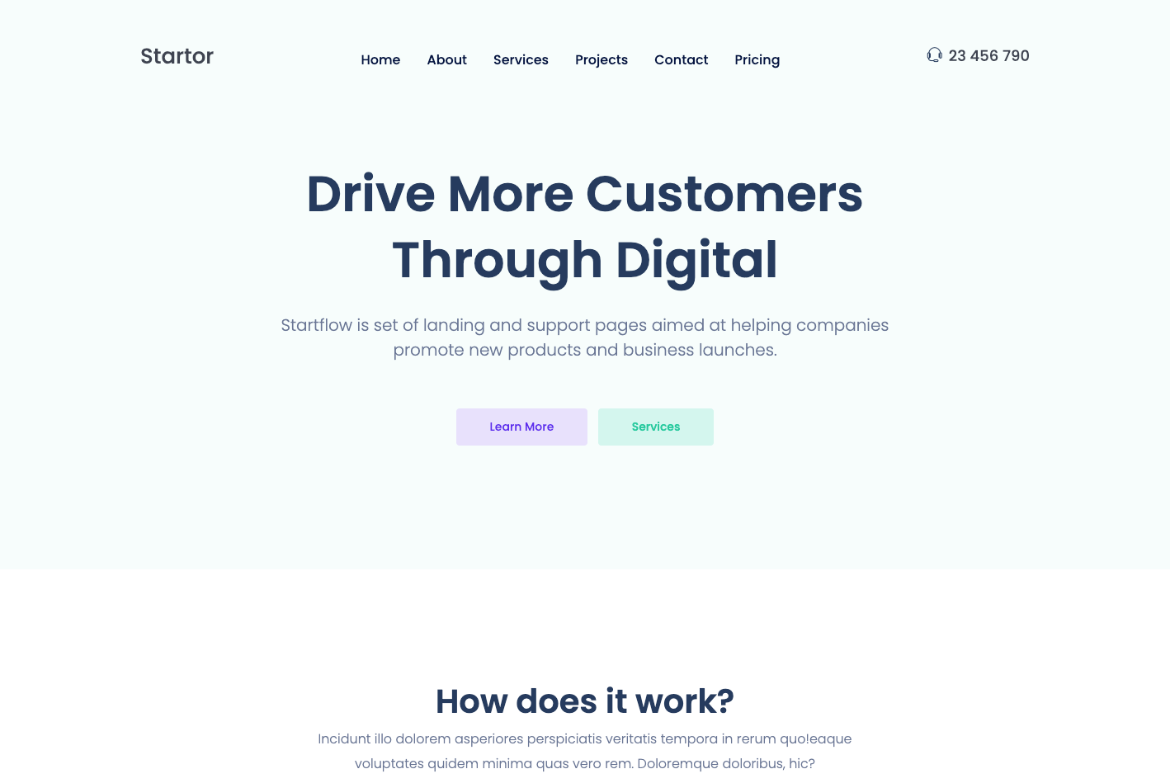 Startor
Home About Services Projects Contact Pricing
23 456 790
Drive More Customers
Through Digital
Startflow is set of landing and support pages aimed at helping companies
promote new products and business launches.
Learn More Services
How does it work?
Incidunt illo dolorem asperiores perspiciatis veritatis tempora in rerum quo!eaque
voluptates quidem minima quas vero rem. Doloremque doloribus, hic?